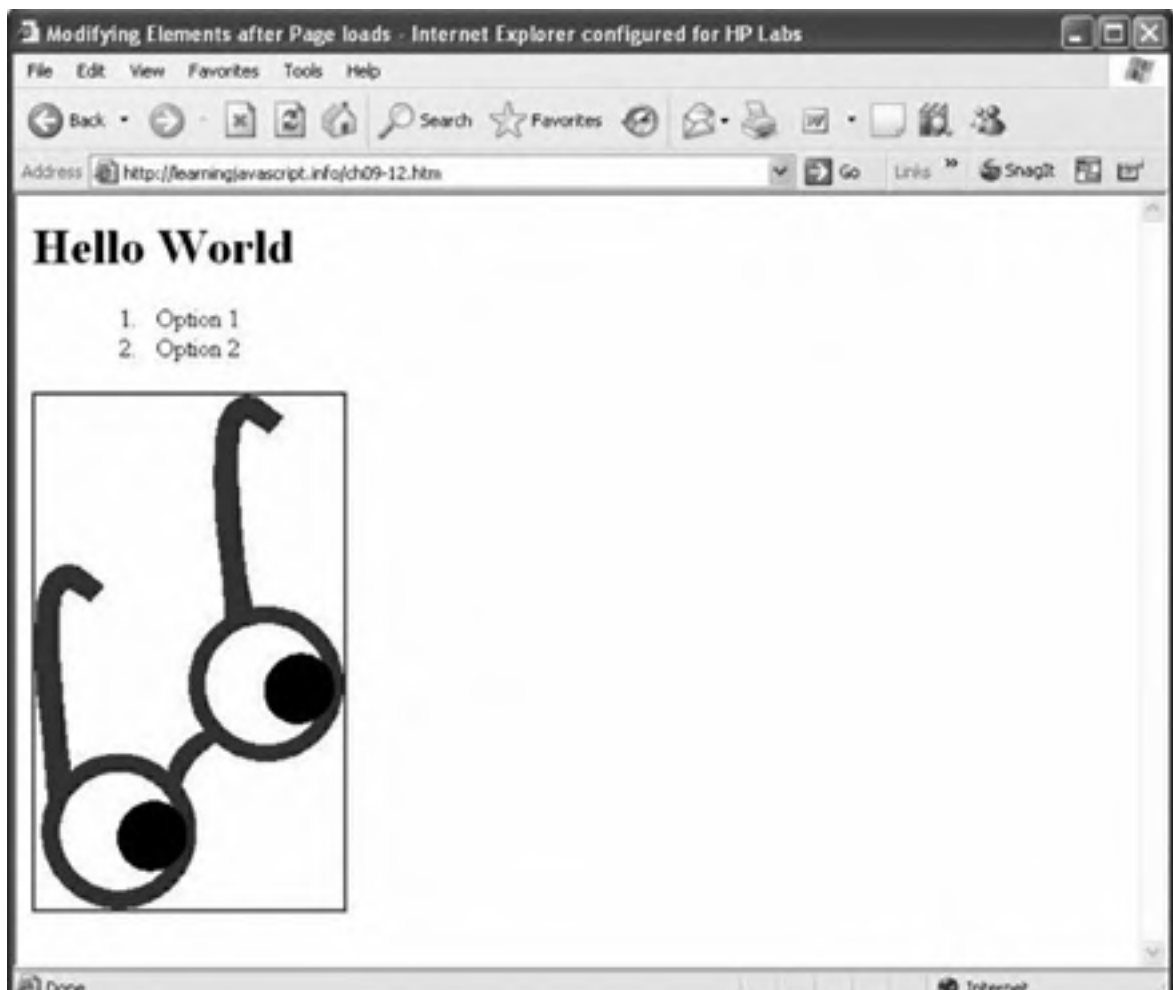 Modifying Elements after Page loads - Internet Explorer configured for HP Labs
File Edit View Favorites Tools Help
Back Search Favorites
Address http://learningjavascript.info/ch09-12.htm Go Links » SnagIt
Hello World
1. Option 1
2. Option 2
Done Internet